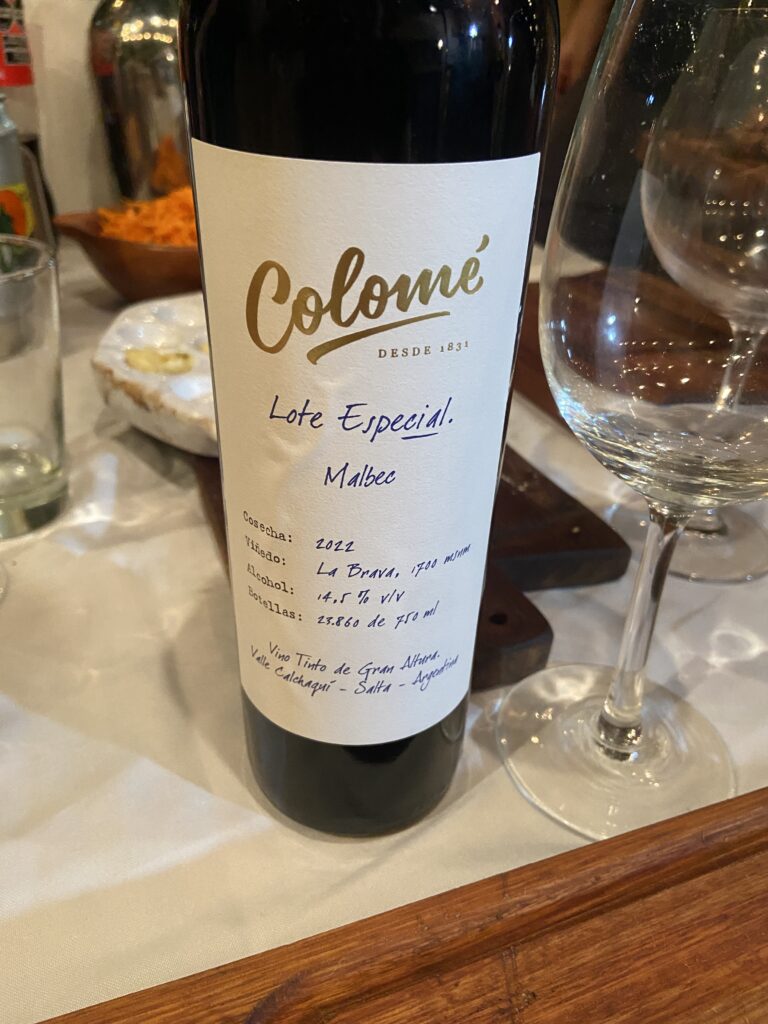 Colomé
DESDE 1831
Lote Especial.
Malbec
Cosecha: 2022
Viñedo: La Brava, 1700 msnm
Alcohol: 14,5 % v/v
Botellas: 23.860 de 750 ml
Vino Tinto de Gran Altura.
Valle Calchaquí - Salta - Argentina